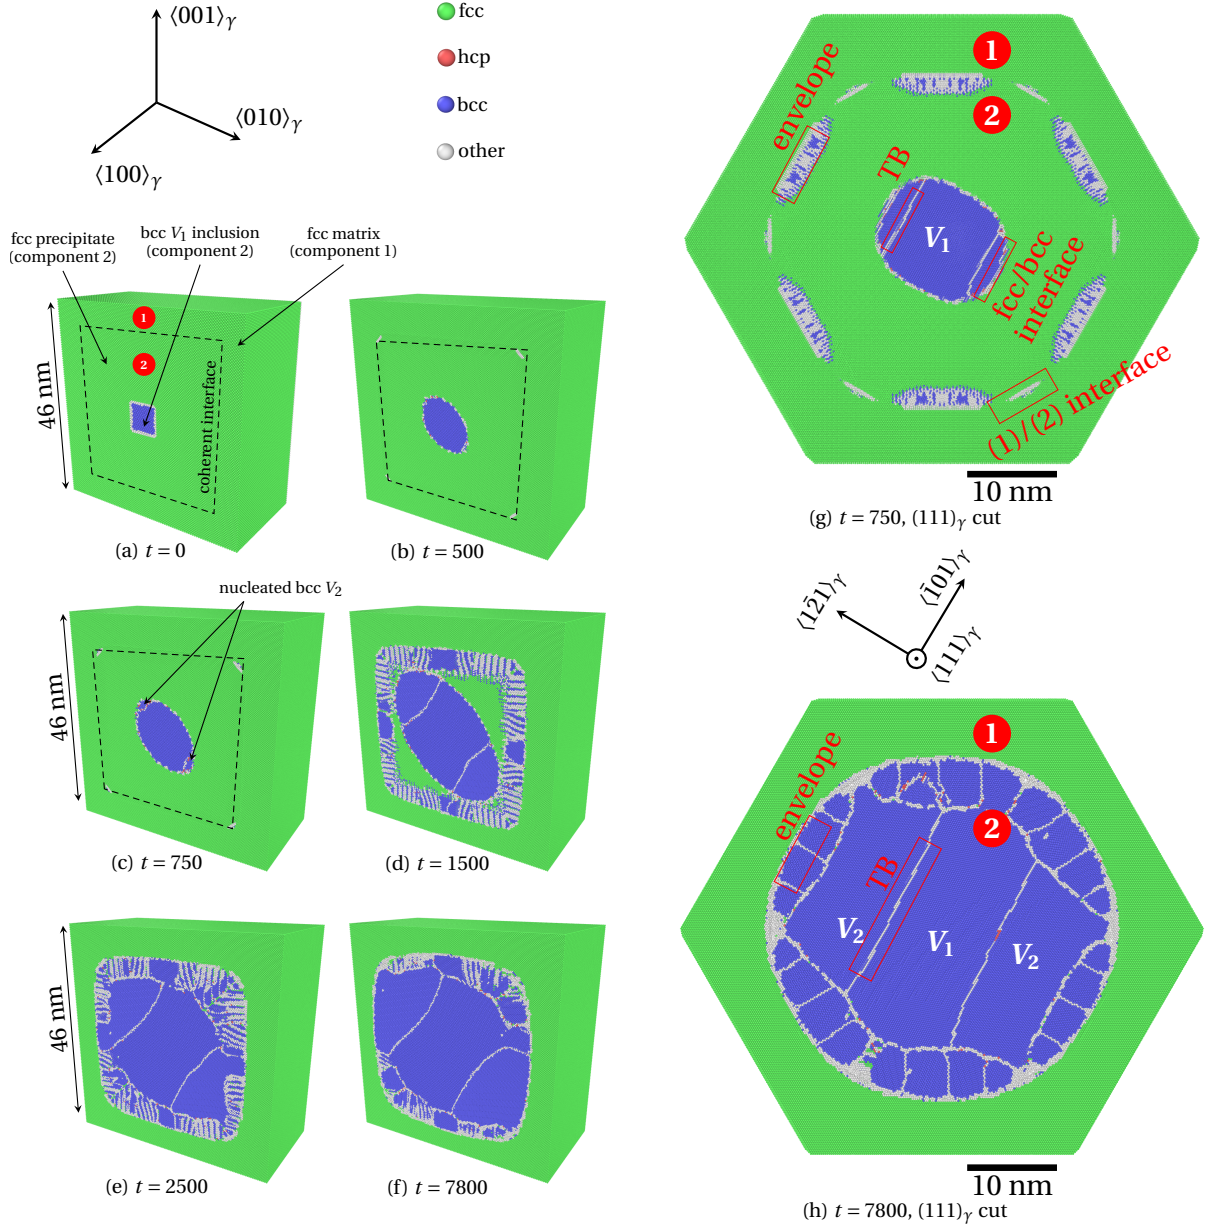 ⟨001⟩γ
⟨010⟩γ
⟨100⟩γ
fcc
hcp
bcc
other
fcc precipitate
(component 2)
bcc V1 inclusion
(component 2)
fcc matrix
(component 1)
1
2
coherent interface
46 nm
(a) t = 0
(b) t = 500
nucleated bcc V2
46 nm
(c) t = 750
(d) t = 1500
46 nm
(e) t = 2500
(f) t = 7800
1
2
envelope
TB
V1
fcc/bcc
interface
(1)/(2) interface
10 nm
(g) t = 750, (111)γ cut
⟨12̄1⟩γ
⟨1̄01⟩γ
⟨111⟩γ
1
2
envelope
TB
V2
V1
V2
10 nm
(h) t = 7800, (111)γ cut